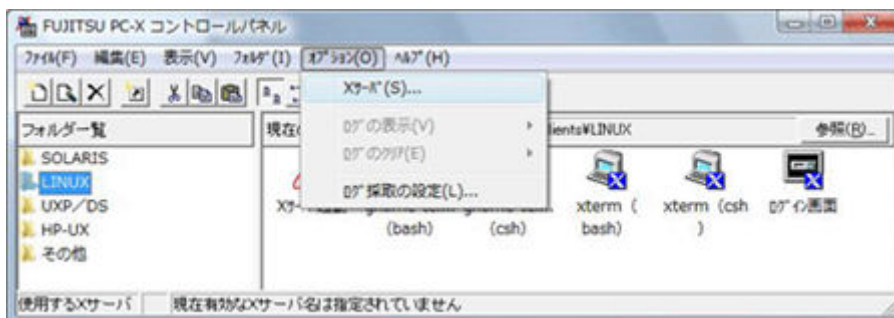 FUJITSU PC-X コントロールパネル
ﾌｧｲﾙ(F) 編集(E) 表示(V) ﾌｫﾙﾀﾞ(I) ｵﾌﾟｼｮﾝ(O) ﾍﾙﾌﾟ(H)
Xｻｰﾊﾞ(S)...
ﾛｸﾞの表示(V)
ﾛｸﾞのｸﾘｱ(E)
ﾛｸﾞ採取の設定(L)...
フォルダ一覧
現在の
ients¥LINUX
参照(R)...
SOLARIS
LINUX
UXP/DS
HP-UX
その他
Xｻｰ
(bash)
(csh)
xterm (
bash)
xterm (csh
)
ﾛｸﾞｲﾝ画面
使用するXサーバ
現在有効なXサーバ名は指定されていません